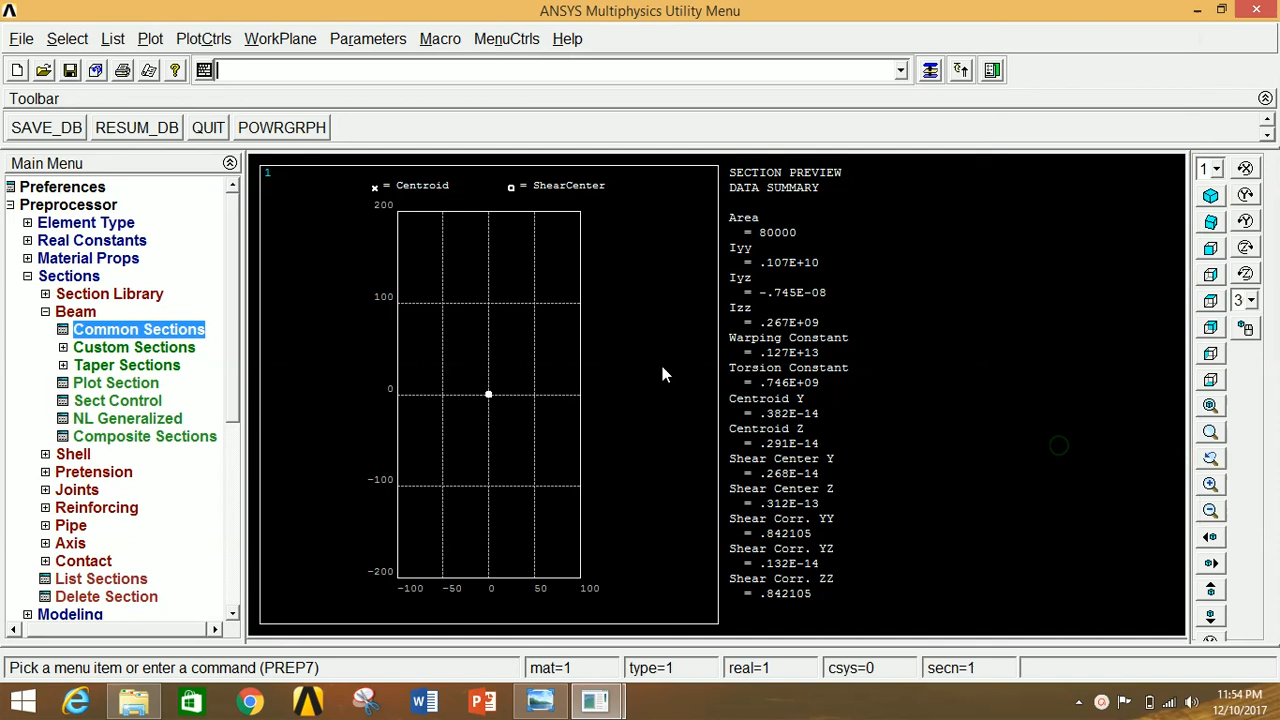 ANSYS Multiphysics Utility Menu
File Select List Plot PlotCtrls WorkPlane Parameters Macro MenuCtrls Help
Toolbar
SAVE_DB RESUM_DB QUIT POWRGRPH
Main Menu
Preferences
Preprocessor
Element Type
Real Constants
Material Props
Sections
Section Library
Beam
Common Sections
Custom Sections
Taper Sections
Plot Section
Sect Control
NL Generalized
Composite Sections
Shell
Pretension
Joints
Reinforcing
Pipe
Axis
Contact
List Sections
Delete Section
Modeling
1
× = Centroid
o = ShearCenter
200
100
0
-100
-200
-100 -50 0 50 100
SECTION PREVIEW
DATA SUMMARY
Area
= 80000
Iyy
= .107E+10
Iyz
= -.745E-08
Izz
= .267E+09
Warping Constant
= .127E+13
Torsion Constant
= .746E+09
Centroid Y
= .382E-14
Centroid Z
= .291E-14
Shear Center Y
= .268E-14
Shear Center Z
= .312E-13
Shear Corr. YY
= .842105
Shear Corr. YZ
= .132E-14
Shear Corr. ZZ
= .842105
1
3
Pick a menu item or enter a command (PREP7) mat=1 type=1 real=1 csys=0 secn=1
11:54 PM
12/10/2017